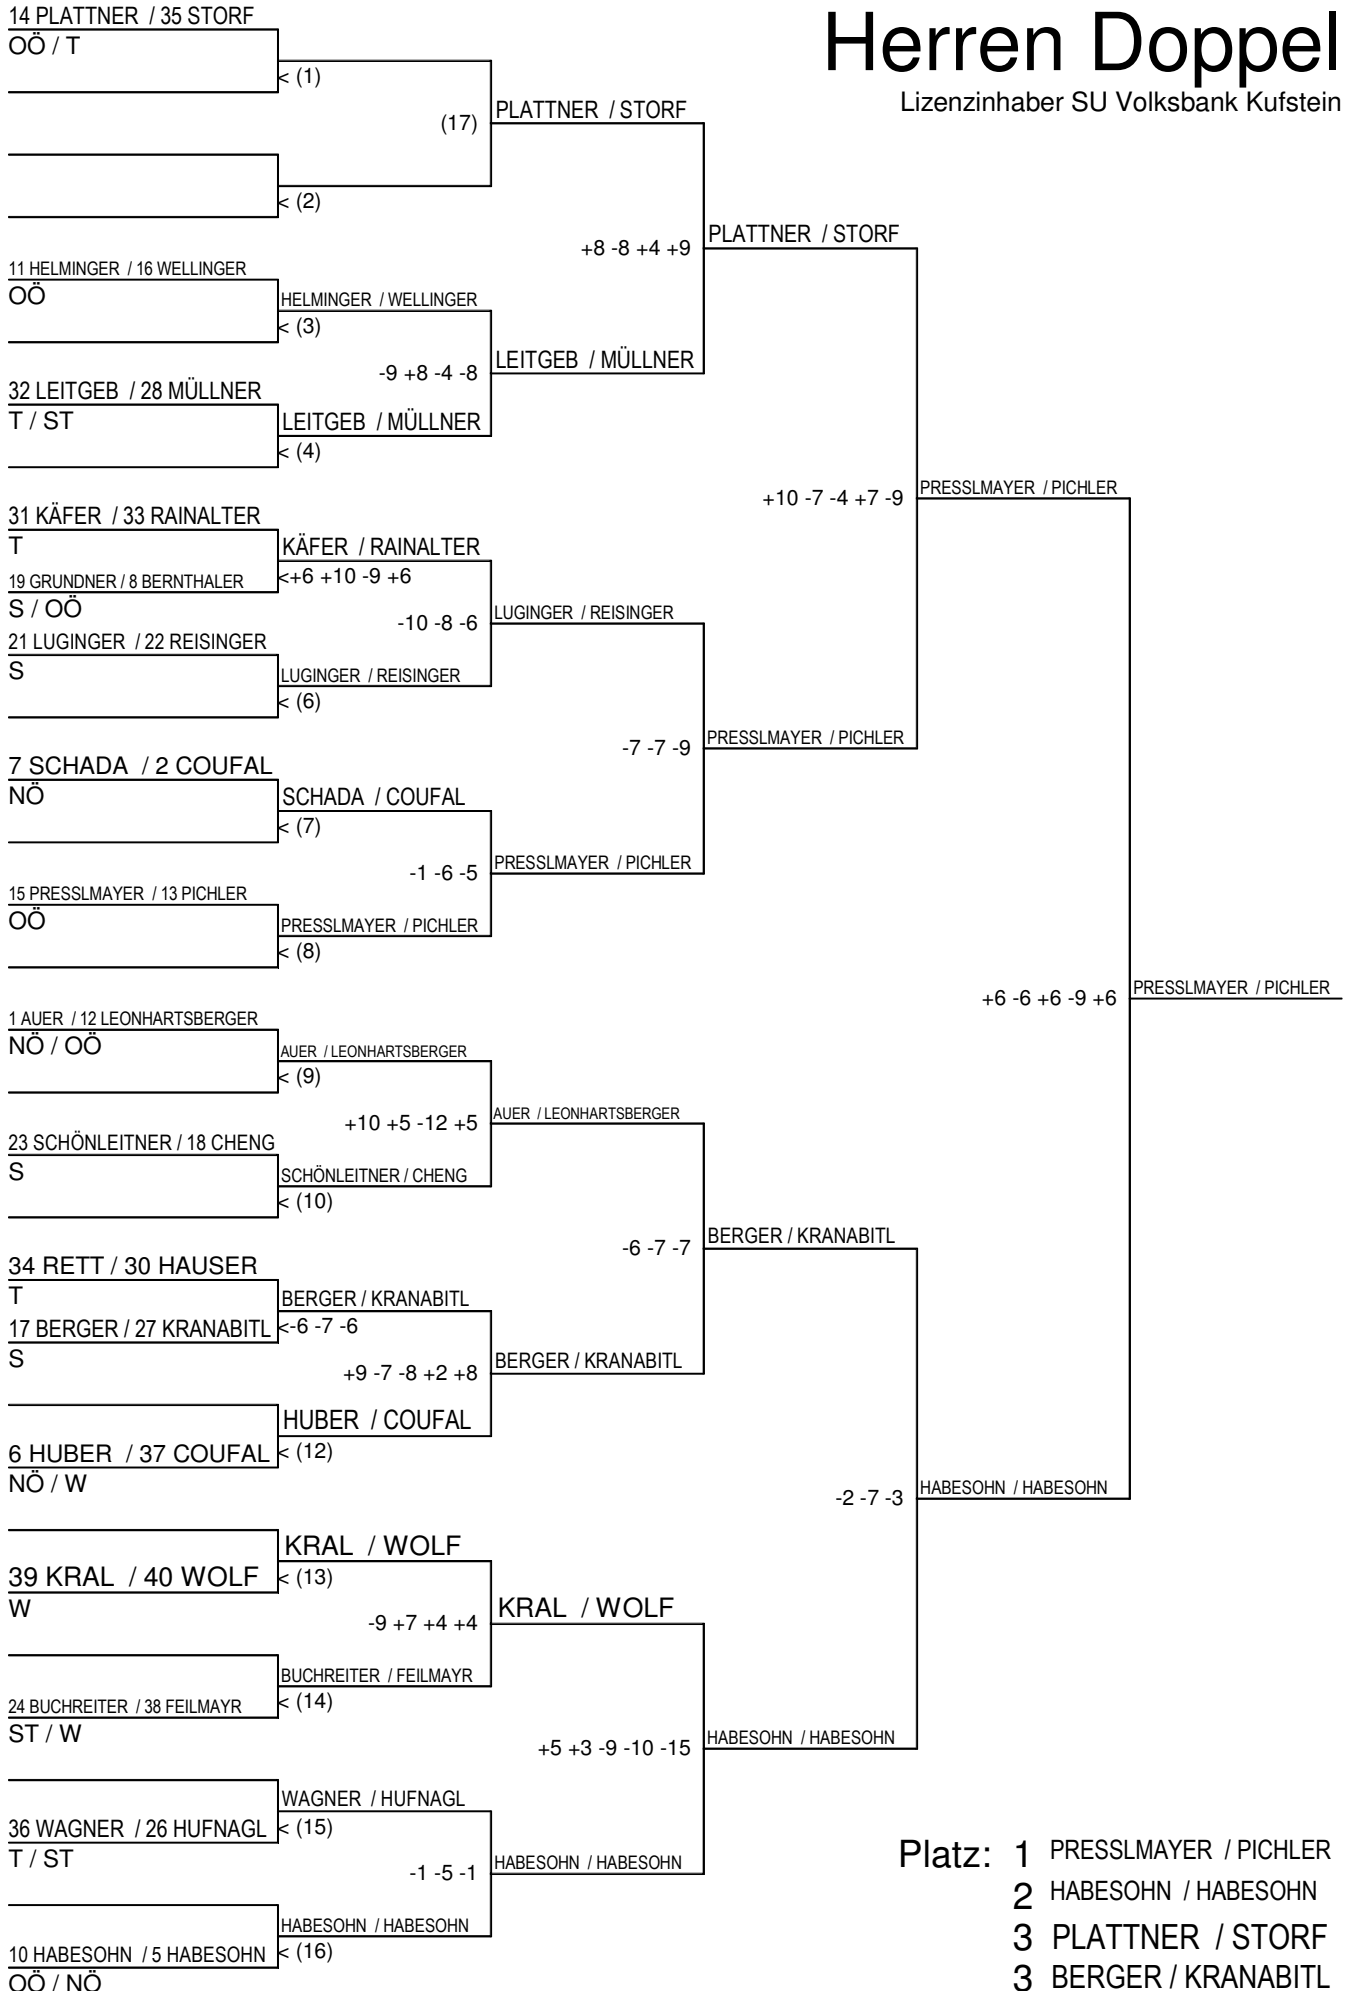 Herren Doppel
Lizenzinhaber SU Volksbank Kufstein
14 PLATTNER / 35 STORF
OÖ / T
< (1)
(17)
PLATTNER / STORF
< (2)
+8 -8 +4 +9
PLATTNER / STORF
11 HELMINGER / 16 WELLINGER
OÖ
HELMINGER / WELLINGER
< (3)
-9 +8 -4 -8
LEITGEB / MÜLLNER
32 LEITGEB / 28 MÜLLNER
T / ST
LEITGEB / MÜLLNER
< (4)
+10 -7 -4 +7 -9
PRESSLMAYER / PICHLER
31 KÄFER / 33 RAINALTER
T
KÄFER / RAINALTER
19 GRUNDNER / 8 BERNTHALER
<+6 +10 -9 +6
S / OÖ
-10 -8 -6
LUGINGER / REISINGER
21 LUGINGER / 22 REISINGER
S
LUGINGER / REISINGER
< (6)
-7 -7 -9
PRESSLMAYER / PICHLER
7 SCHADA / 2 COUFAL
NÖ
SCHADA / COUFAL
< (7)
-1 -6 -5
PRESSLMAYER / PICHLER
15 PRESSLMAYER / 13 PICHLER
OÖ
PRESSLMAYER / PICHLER
< (8)
+6 -6 +6 -9 +6
PRESSLMAYER / PICHLER
1 AUER / 12 LEONHARTSBERGER
NÖ / OÖ
AUER / LEONHARTSBERGER
< (9)
+10 +5 -12 +5
AUER / LEONHARTSBERGER
23 SCHÖNLEITNER / 18 CHENG
S
SCHÖNLEITNER / CHENG
< (10)
-6 -7 -7
BERGER / KRANABITL
34 RETT / 30 HAUSER
T
BERGER / KRANABITL
17 BERGER / 27 KRANABITL
<-6 -7 -6
S
+9 -7 -8 +2 +8
BERGER / KRANABITL
HUBER / COUFAL
6 HUBER / 37 COUFAL
< (12)
NÖ / W
-2 -7 -3
HABESOHN / HABESOHN
KRAL / WOLF
39 KRAL / 40 WOLF
< (13)
W
-9 +7 +4 +4
KRAL / WOLF
BUCHREITER / FEILMAYR
24 BUCHREITER / 38 FEILMAYR
< (14)
ST / W
+5 +3 -9 -10 -15
HABESOHN / HABESOHN
WAGNER / HUFNAGL
36 WAGNER / 26 HUFNAGL
< (15)
T / ST
-1 -5 -1
HABESOHN / HABESOHN
HABESOHN / HABESOHN
10 HABESOHN / 5 HABESOHN
< (16)
OÖ / NÖ
Platz: 1 PRESSLMAYER / PICHLER
2 HABESOHN / HABESOHN
3 PLATTNER / STORF
3 BERGER / KRANABITL